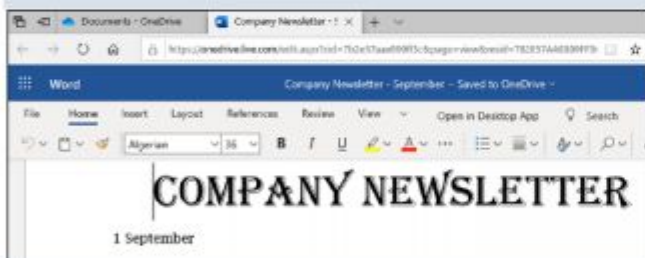 Documents - OneDrive Company Newsletter - S
Word Company Newsletter - September - Saved to OneDrive
File Home Insert Layout References Review View Open in Desktop App Search
Algerian 36 B I U
COMPANY NEWSLETTER
1 September